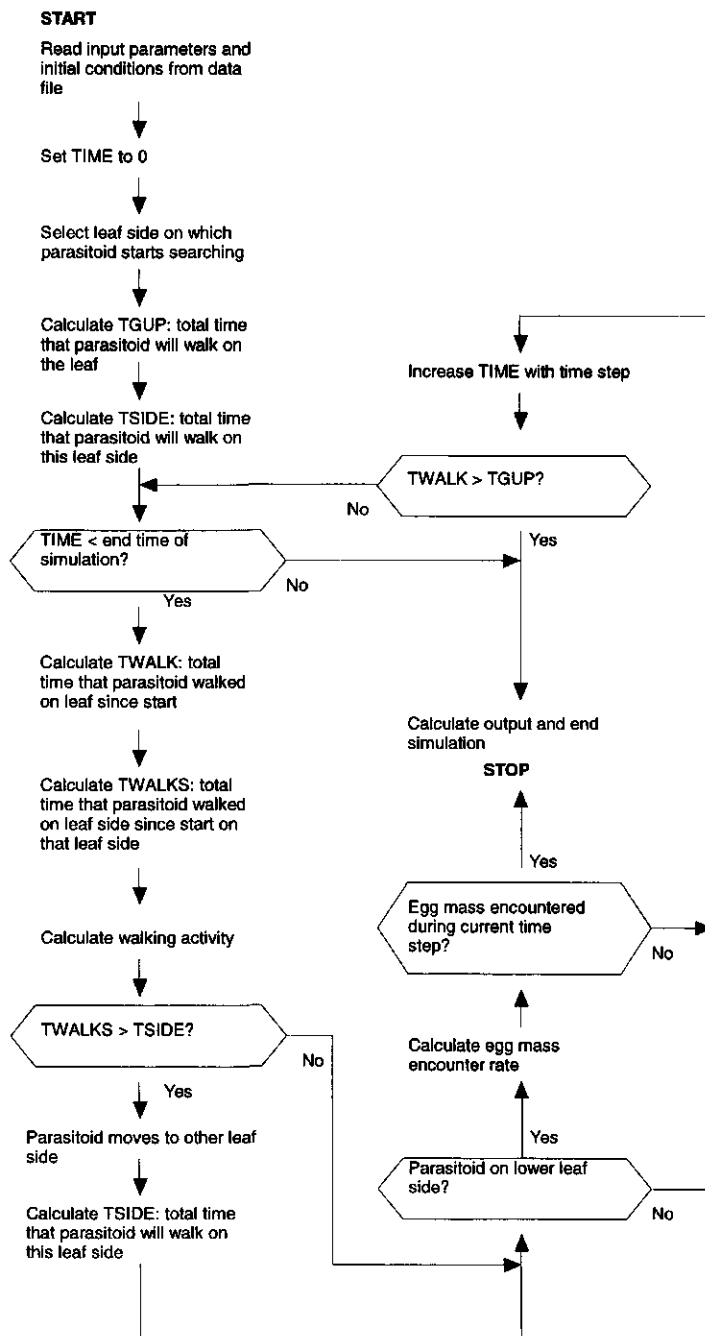 START
Read input parameters and
initial conditions from data
file
Set TIME to 0
Select leaf side on which
parasitoid starts searching
Calculate TGUP: total time
that parasitoid will walk on
the leaf
Calculate TSIDE: total time
that parasitoid will walk on
this leaf side
TIME < end time of
simulation?
No
Yes
Calculate TWALK: total
time that parasitoid walked
on leaf since start
Calculate TWALKS: total
time that parasitoid walked
on leaf side since start on
that leaf side
Calculate walking activity
TWALKS > TSIDE?
No
Yes
Parasitoid moves to other leaf
side
Calculate TSIDE: total time
that parasitoid will walk on
this leaf side
Increase TIME with time step
TWALK > TGUP?
No
Yes
Calculate output and end
simulation
STOP
Yes
Egg mass encountered
during current time
step?
No
Calculate egg mass
encounter rate
Yes
Parasitoid on lower leaf
side?
No